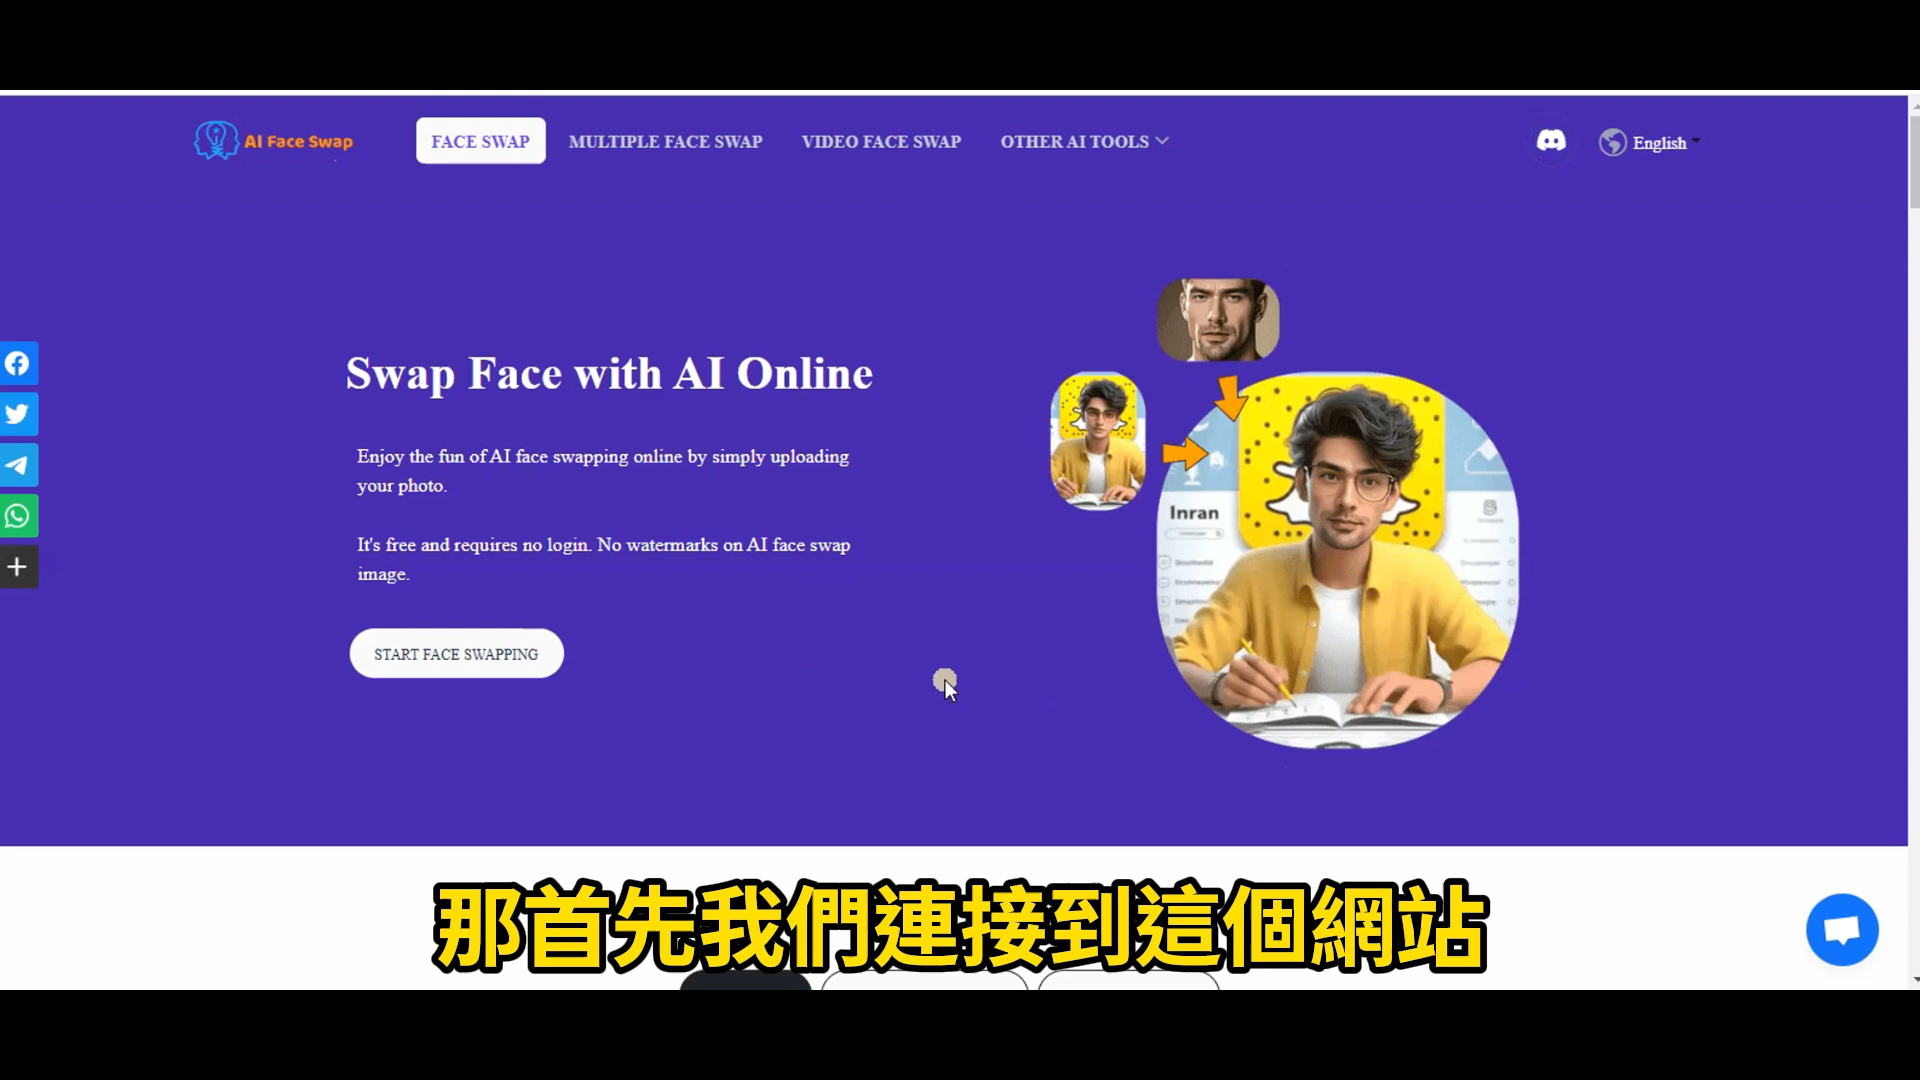 AI Face Swap
FACE SWAP
MULTIPLE FACE SWAP
VIDEO FACE SWAP
OTHER AI TOOLS
English
Swap Face with AI Online
Enjoy the fun of AI face swapping online by simply uploading
your photo.
It's free and requires no login. No watermarks on AI face swap
image.
START FACE SWAPPING
Inran
那首先我們連接到這個網站